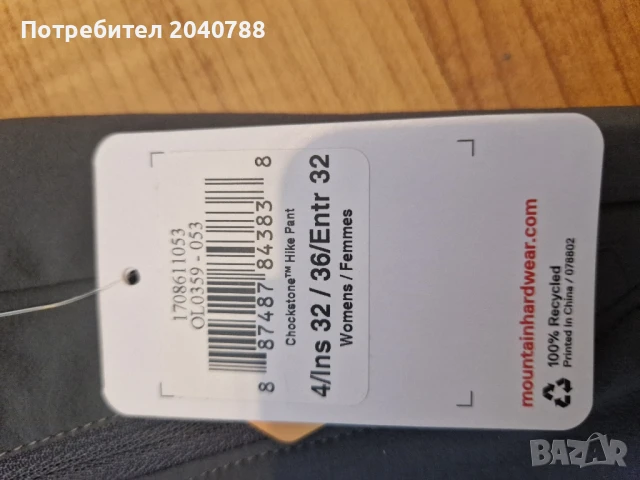 Потребител 2040788
1708611053
OL0359 - 053
8 87487 84383 8
Chockstone™ Hike Pant
4/Ins 32 / 36/Entr 32
Womens / Femmes
mountainhardwear.com
100% Recycled
Printed In China / 078802
BAZAR